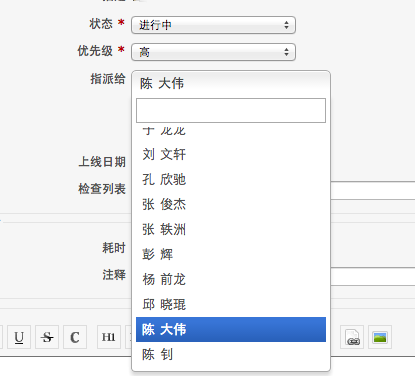 状态 *
进行中
优先级 *
高
指派给
陈 大伟
于 龙龙
刘 文轩
孔 欣驰
张 俊杰
张 轶洲
彭 辉
杨 前龙
邱 晓琨
陈 大伟
陈 钊
上线日期
检查列表
耗时
注释
U S C H1